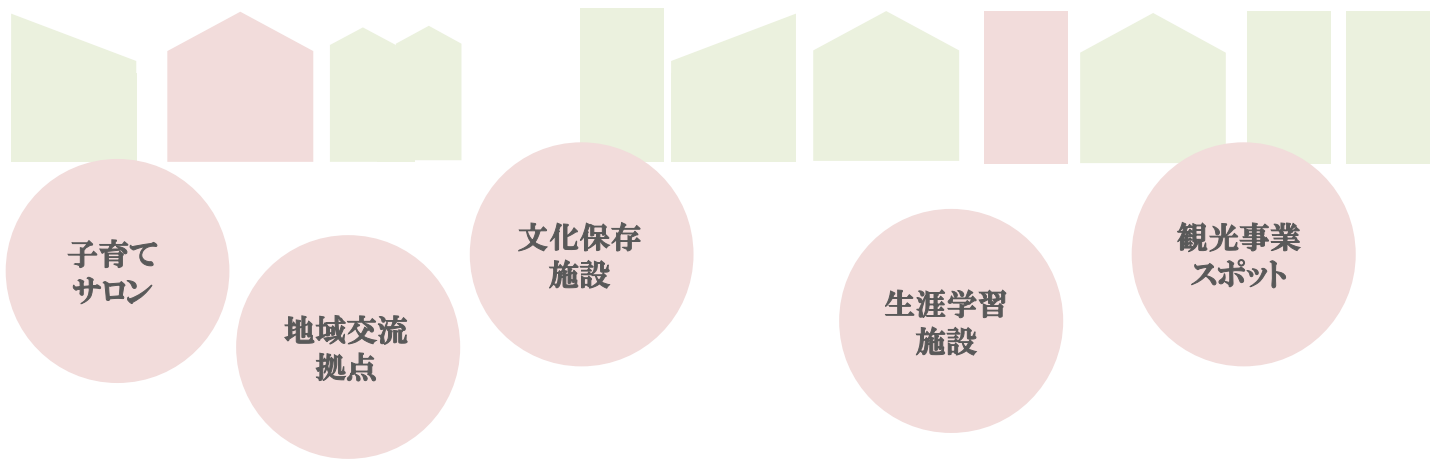 子育て
サロン
地域交流
拠点
文化保存
施設
生涯学習
施設
観光事業
スポット